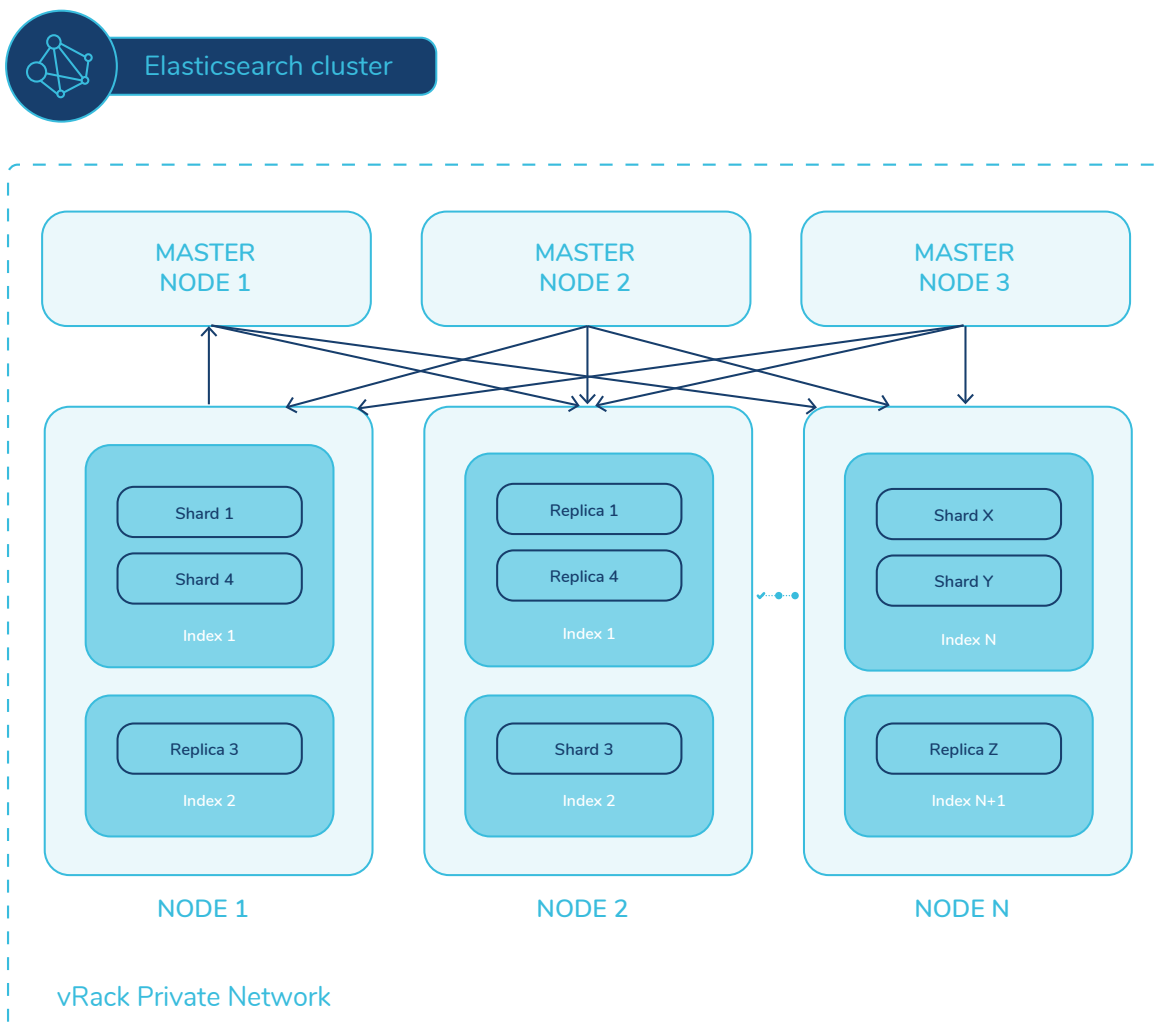 Elasticsearch cluster
MASTER
NODE 1
MASTER
NODE 2
MASTER
NODE 3
Shard 1
Shard 4
Index 1
Replica 3
Index 2
NODE 1
Replica 1
Replica 4
Index 1
Shard 3
Index 2
NODE 2
Shard X
Shard Y
Index N
Replica Z
Index N+1
NODE N
vRack Private Network